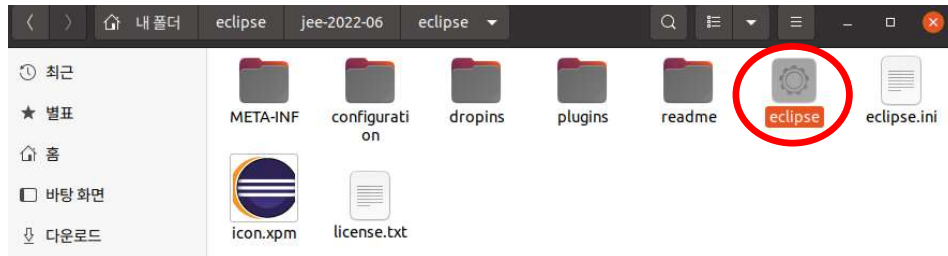 내 폴더 eclipse jee-2022-06 eclipse
최근
별표
홈
바탕 화면
다운로드
META-INF configurati
on dropins plugins readme eclipse eclipse.ini
icon.xpm license.txt